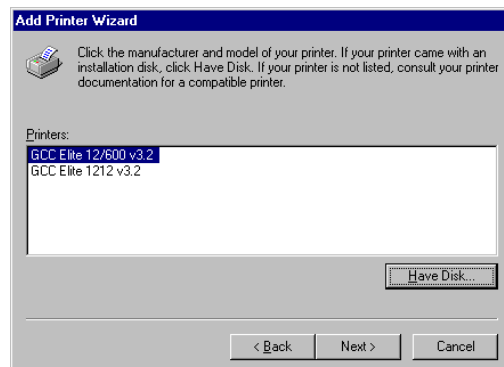 Add Printer Wizard
Click the manufacturer and model of your printer. If your printer came with an
installation disk, click Have Disk. If your printer is not listed, consult your printer
documentation for a compatible printer.
Printers:
GCC Elite 12/600 v3.2
GCC Elite 1212 v3.2
Have Disk...
< Back
Next >
Cancel